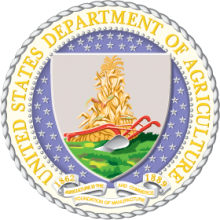 UNITED STATES DEPARTMENT OF AGRICULTURE
1862
1889
AGRICULTURE IS THE
FOUNDATION OF MANUFACTURE
AND COMMERCE